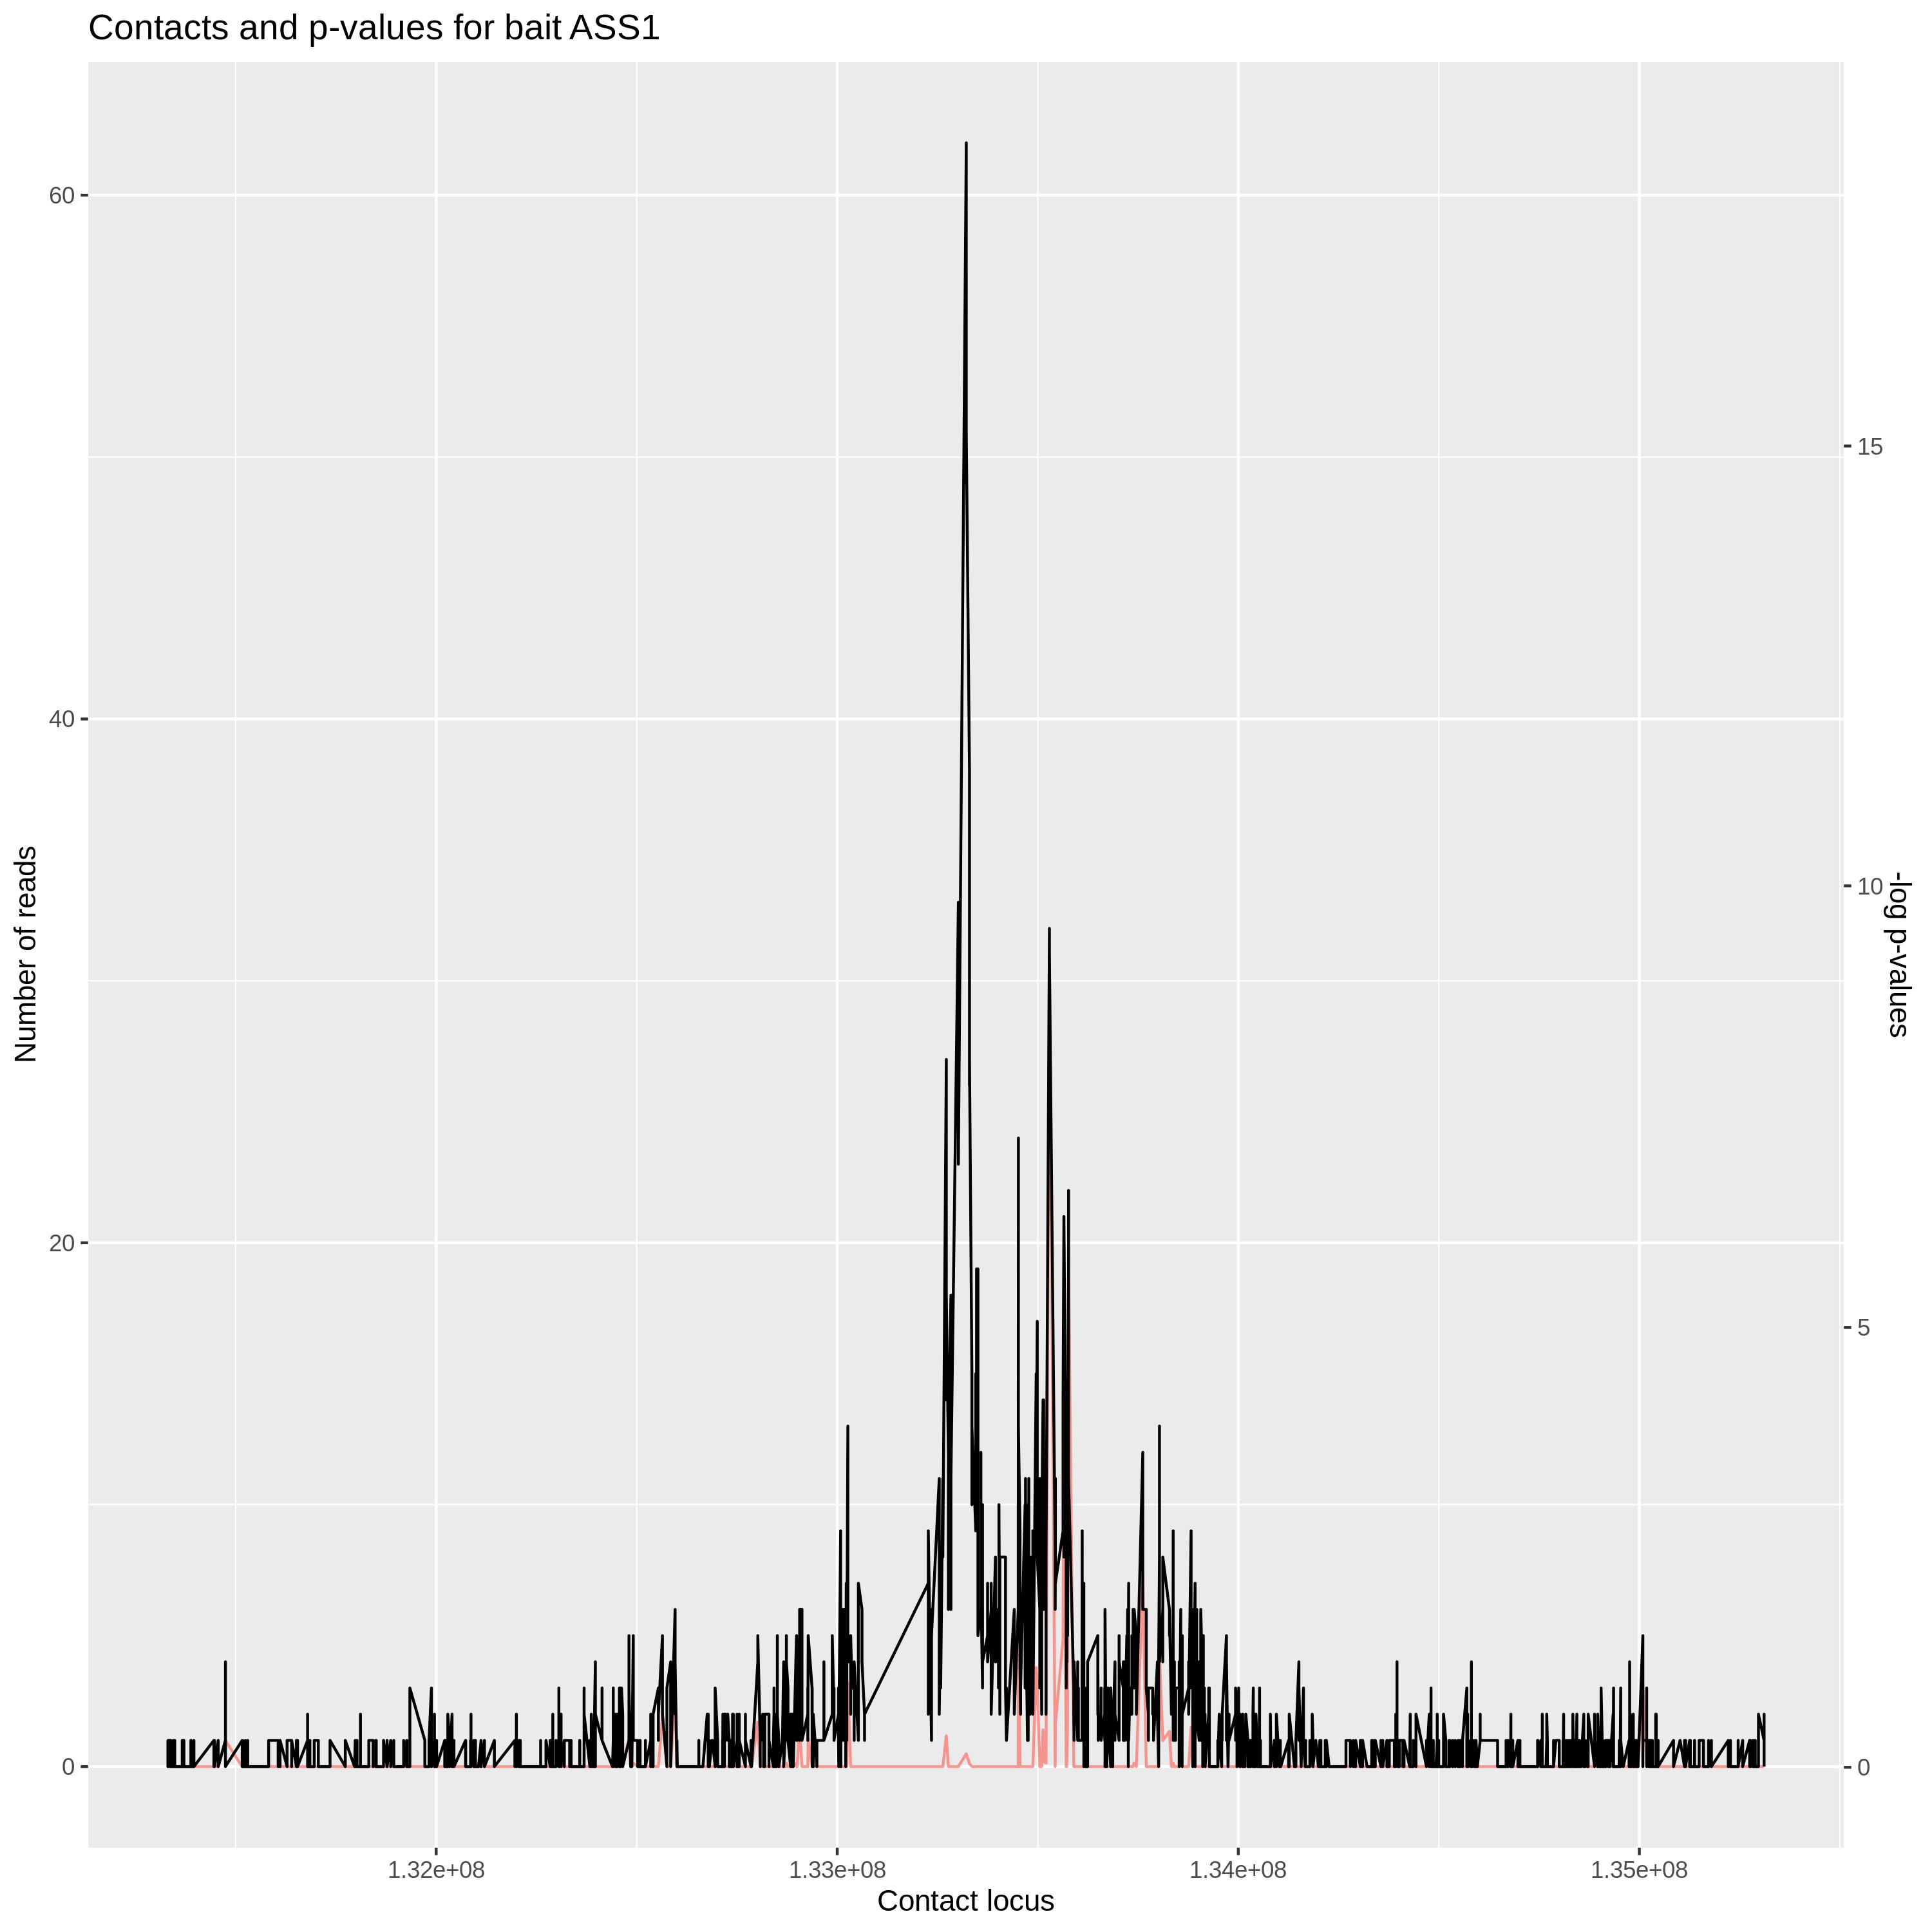 Contacts and p-values for bait ASS1
60
40
20
0
Number of reads
15
10
5
0
-log p-values
1.32e+08
1.33e+08
1.34e+08
1.35e+08
Contact locus